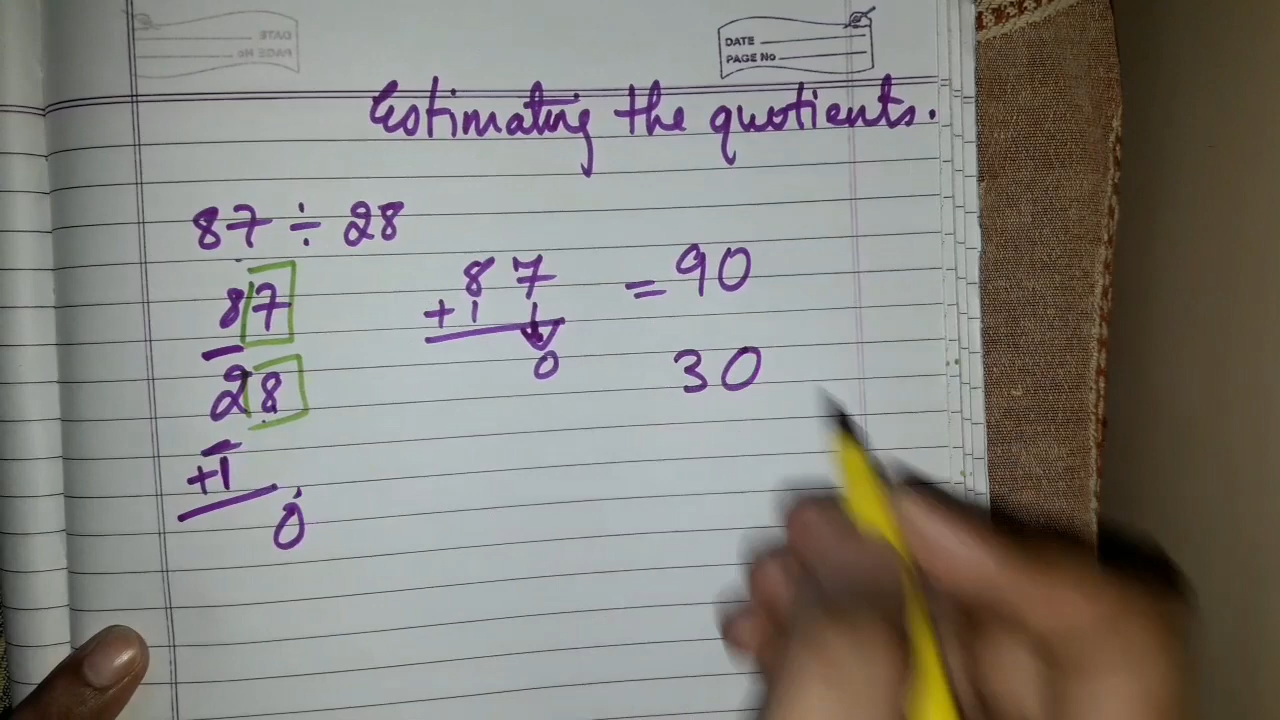 DATE
PAGE No
Estimating the quotients.
87 ÷ 28
87
28
+1
0
87
+1
0
= 90
30